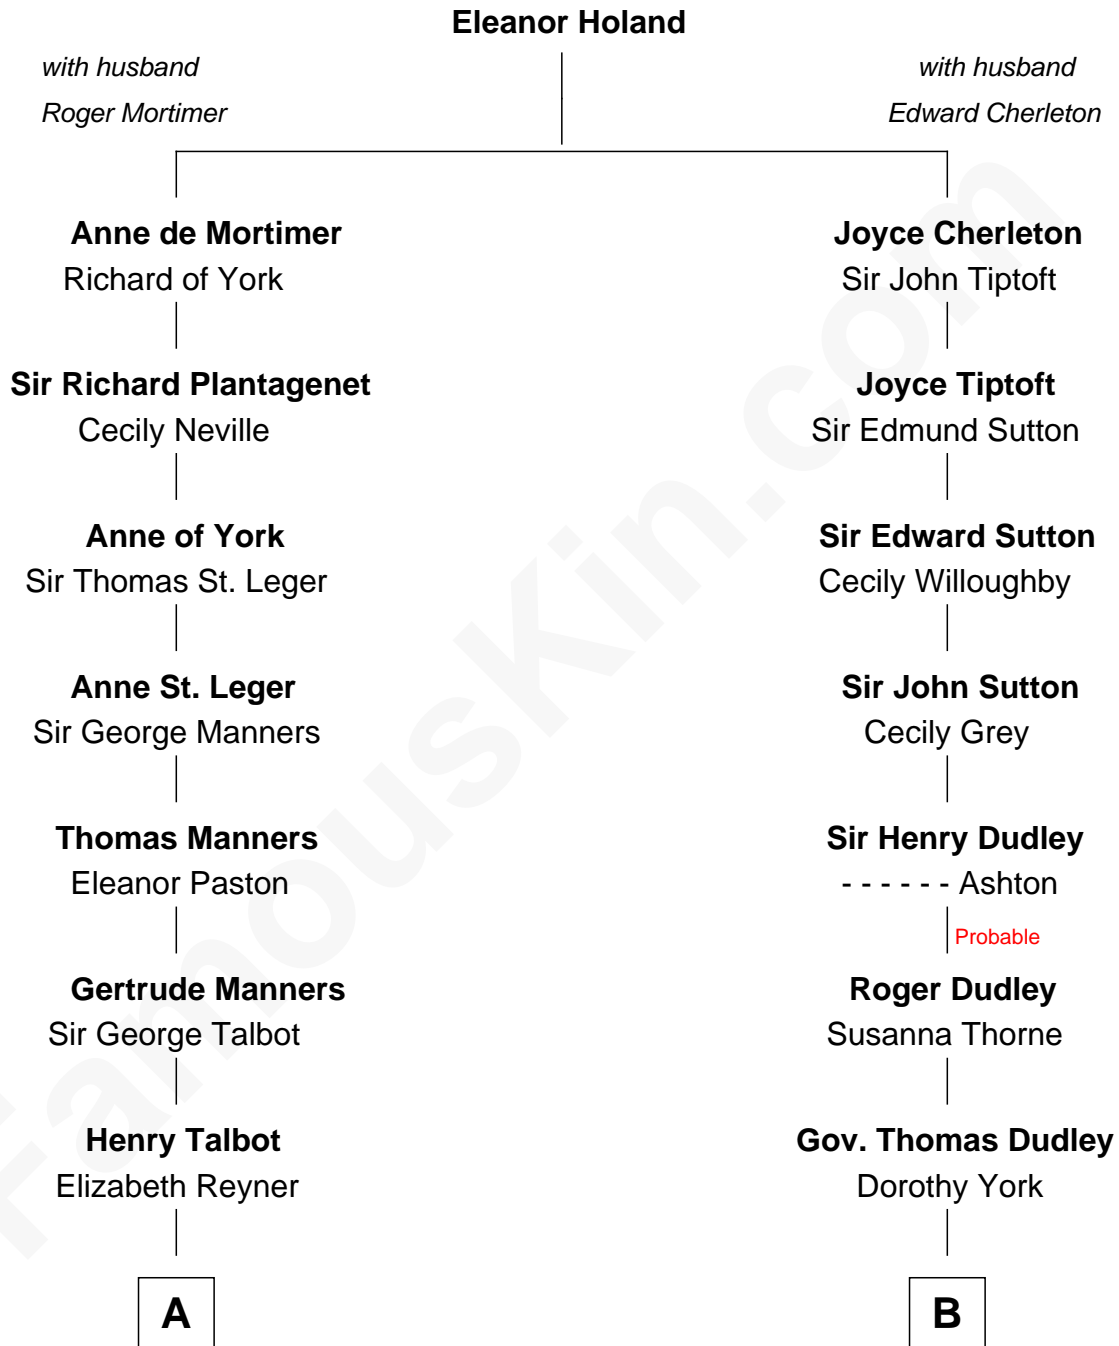 Eleanor Holand
with husband
Roger Mortimer
with husband
Edward Cherleton
Anne de Mortimer
Richard of York
Joyce Cherleton
Sir John Tiptoft
Sir Richard Plantagenet
Cecily Neville
Joyce Tiptoft
Sir Edmund Sutton
Anne of York
Sir Thomas St. Leger
Sir Edward Sutton
Cecily Willoughby
Anne St. Leger
Sir George Manners
Sir John Sutton
Cecily Grey
Thomas Manners
Eleanor Paston
Sir Henry Dudley
- - - - - - Ashton
Probable
Gertrude Manners
Sir George Talbot
Roger Dudley
Susanna Thorne
Henry Talbot
Elizabeth Reyner
Gov. Thomas Dudley
Dorothy York
A
B
FamousKin.com